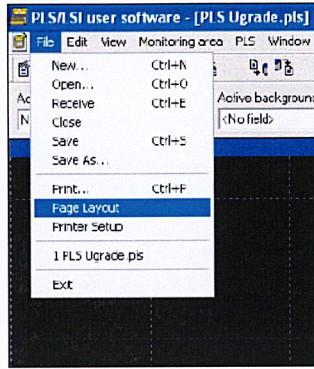 PLS/LSI user software - [PLS Ugrade.pls]
File Edit View Monitoring area PLS Window
Active background
<No field>
New... Ctrl+N
Open... Ctrl+O
Receive Ctrl+E
Close
Save Ctrl+S
Save As...
Print... Ctrl+P
Page Layout
Printer Setup
1 PLS Ugrade.pls
Exit